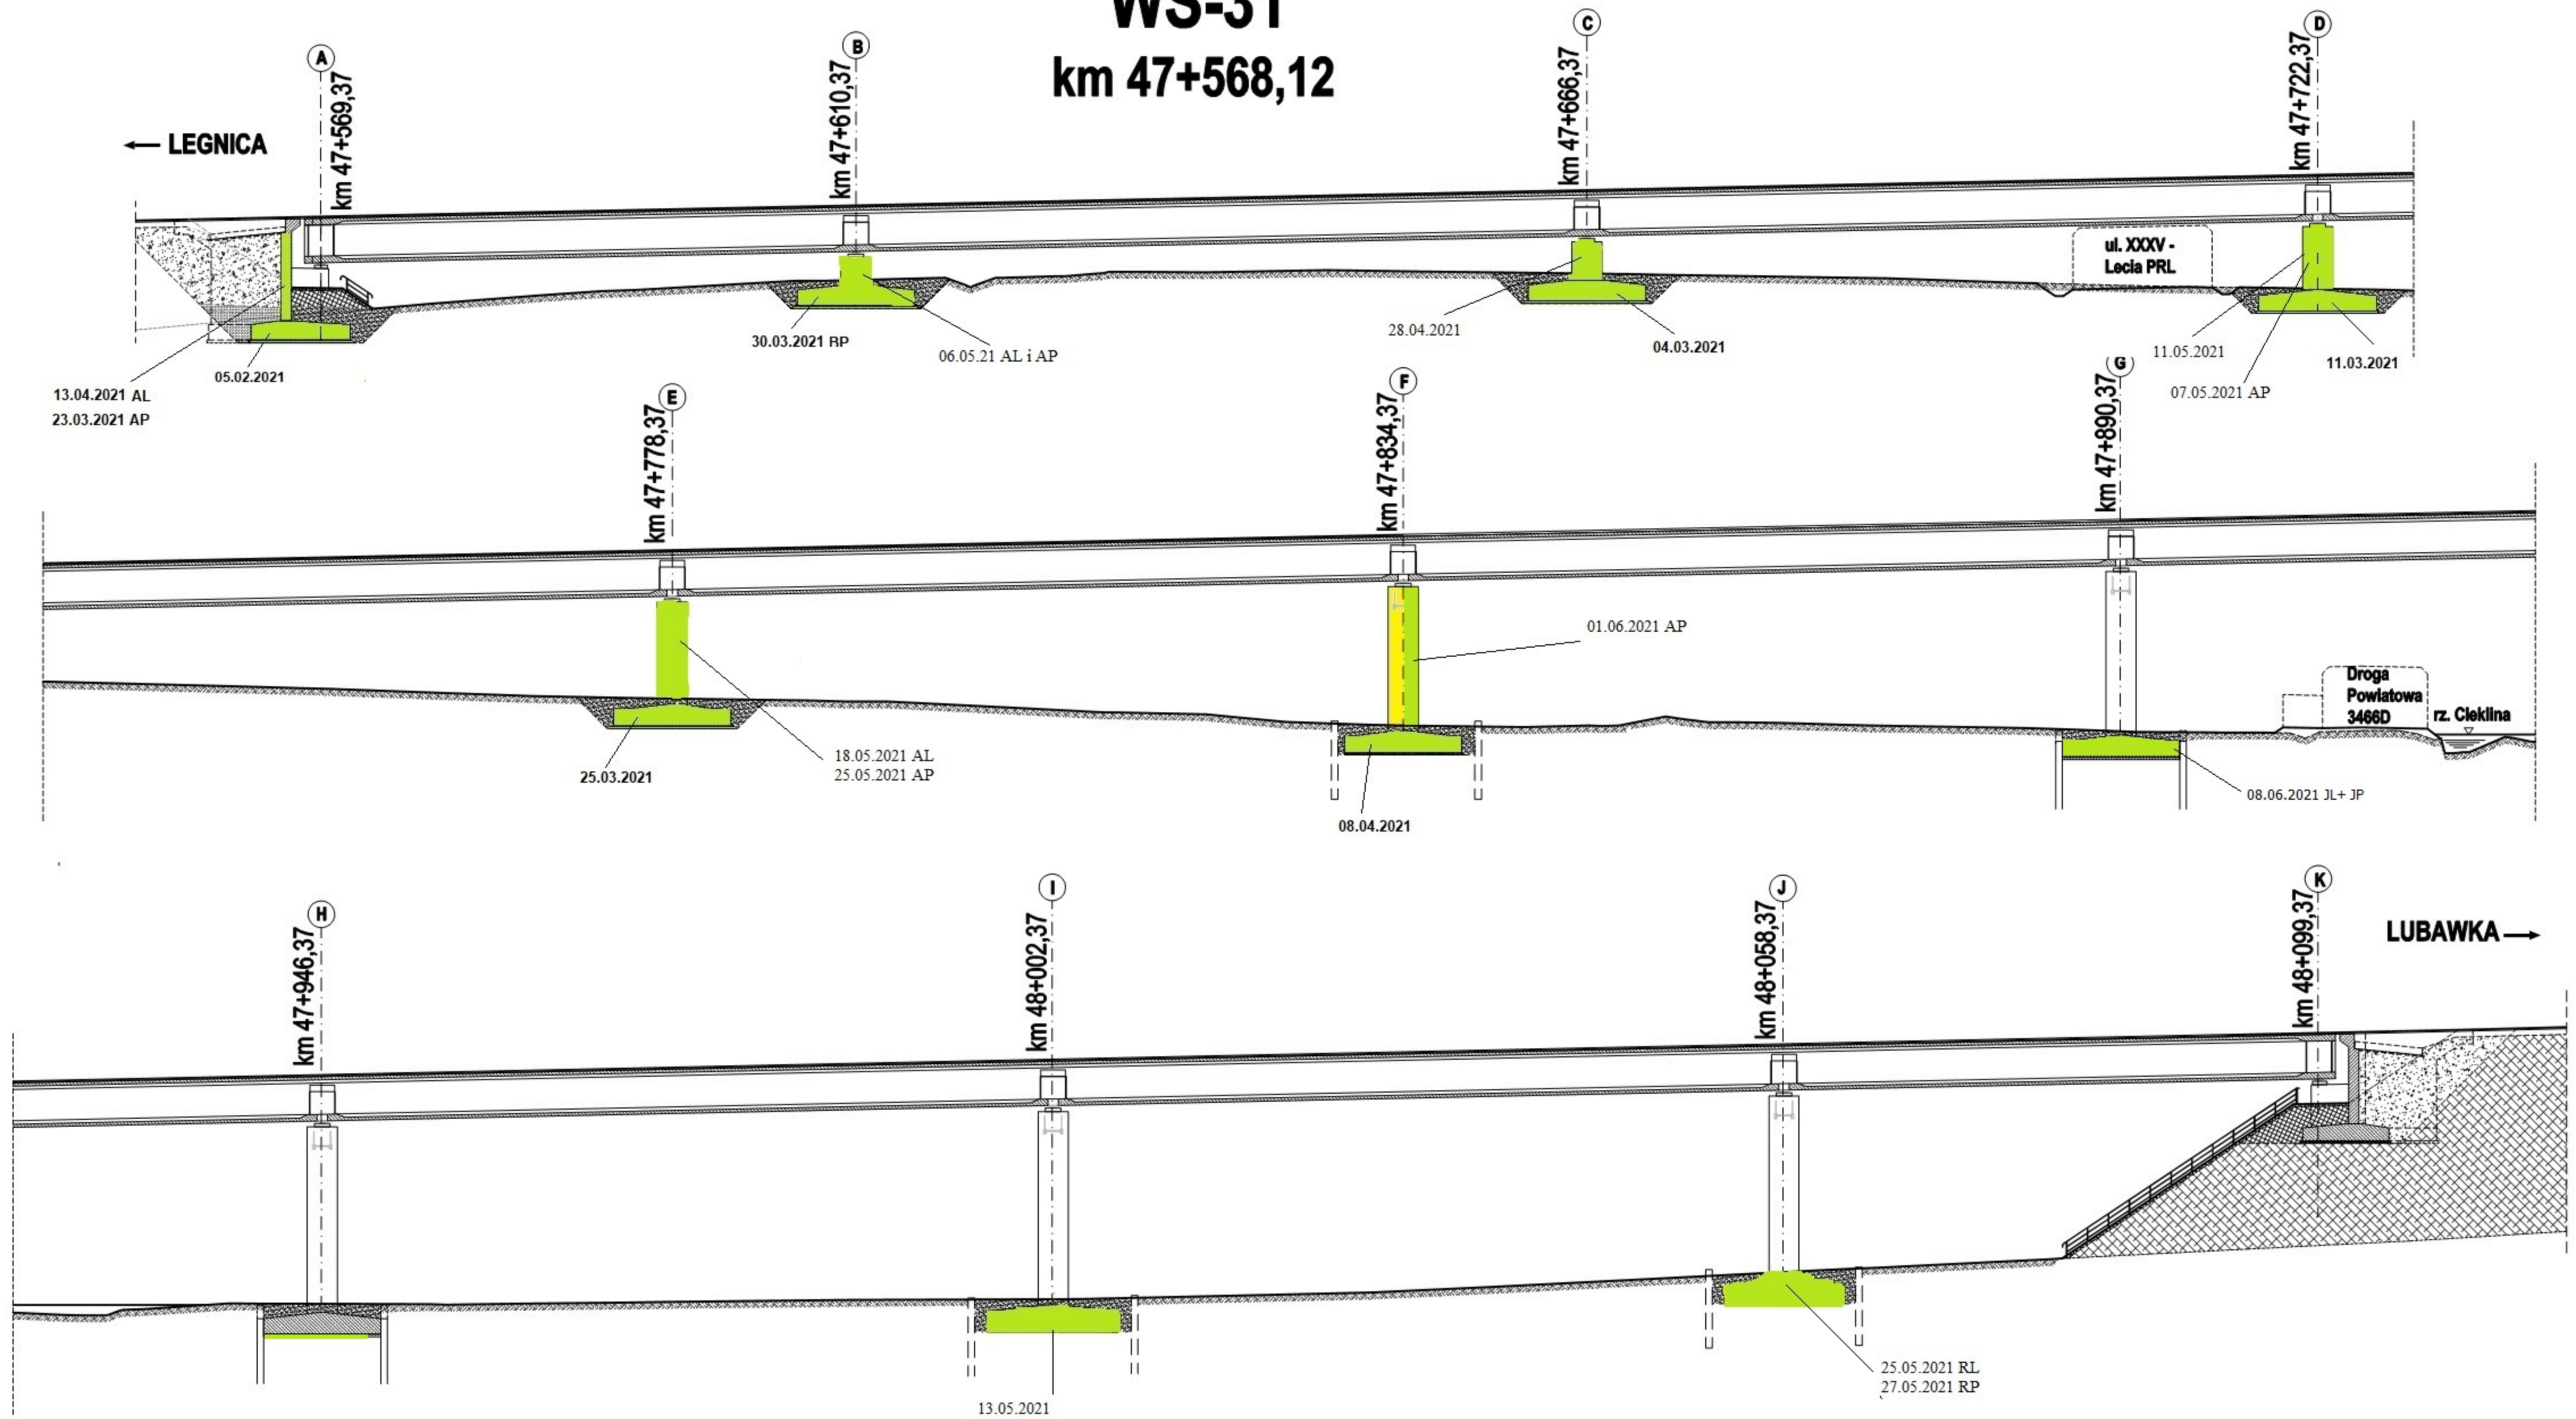 WS-31
km 47+568,12
← LEGNICA
A
km 47+569,37
B
km 47+610,37
C
km 47+666,37
D
km 47+722,37
ul. XXXV -
Lecia PRL
13.04.2021 AL
23.03.2021 AP
05.02.2021
30.03.2021 RP
06.05.21 AL i AP
28.04.2021
04.03.2021
11.05.2021
07.05.2021 AP
11.03.2021
E
km 47+778,37
F
km 47+834,37
G
km 47+890,37
01.06.2021 AP
Droga
Powiatowa
3466D
rz. Cieklina
25.03.2021
18.05.2021 AL
25.05.2021 AP
08.04.2021
08.06.2021 JL+ JP
H
km 47+946,37
I
km 48+002,37
J
km 48+058,37
K
km 48+099,37
LUBAWKA →
13.05.2021
25.05.2021 RL
27.05.2021 RP